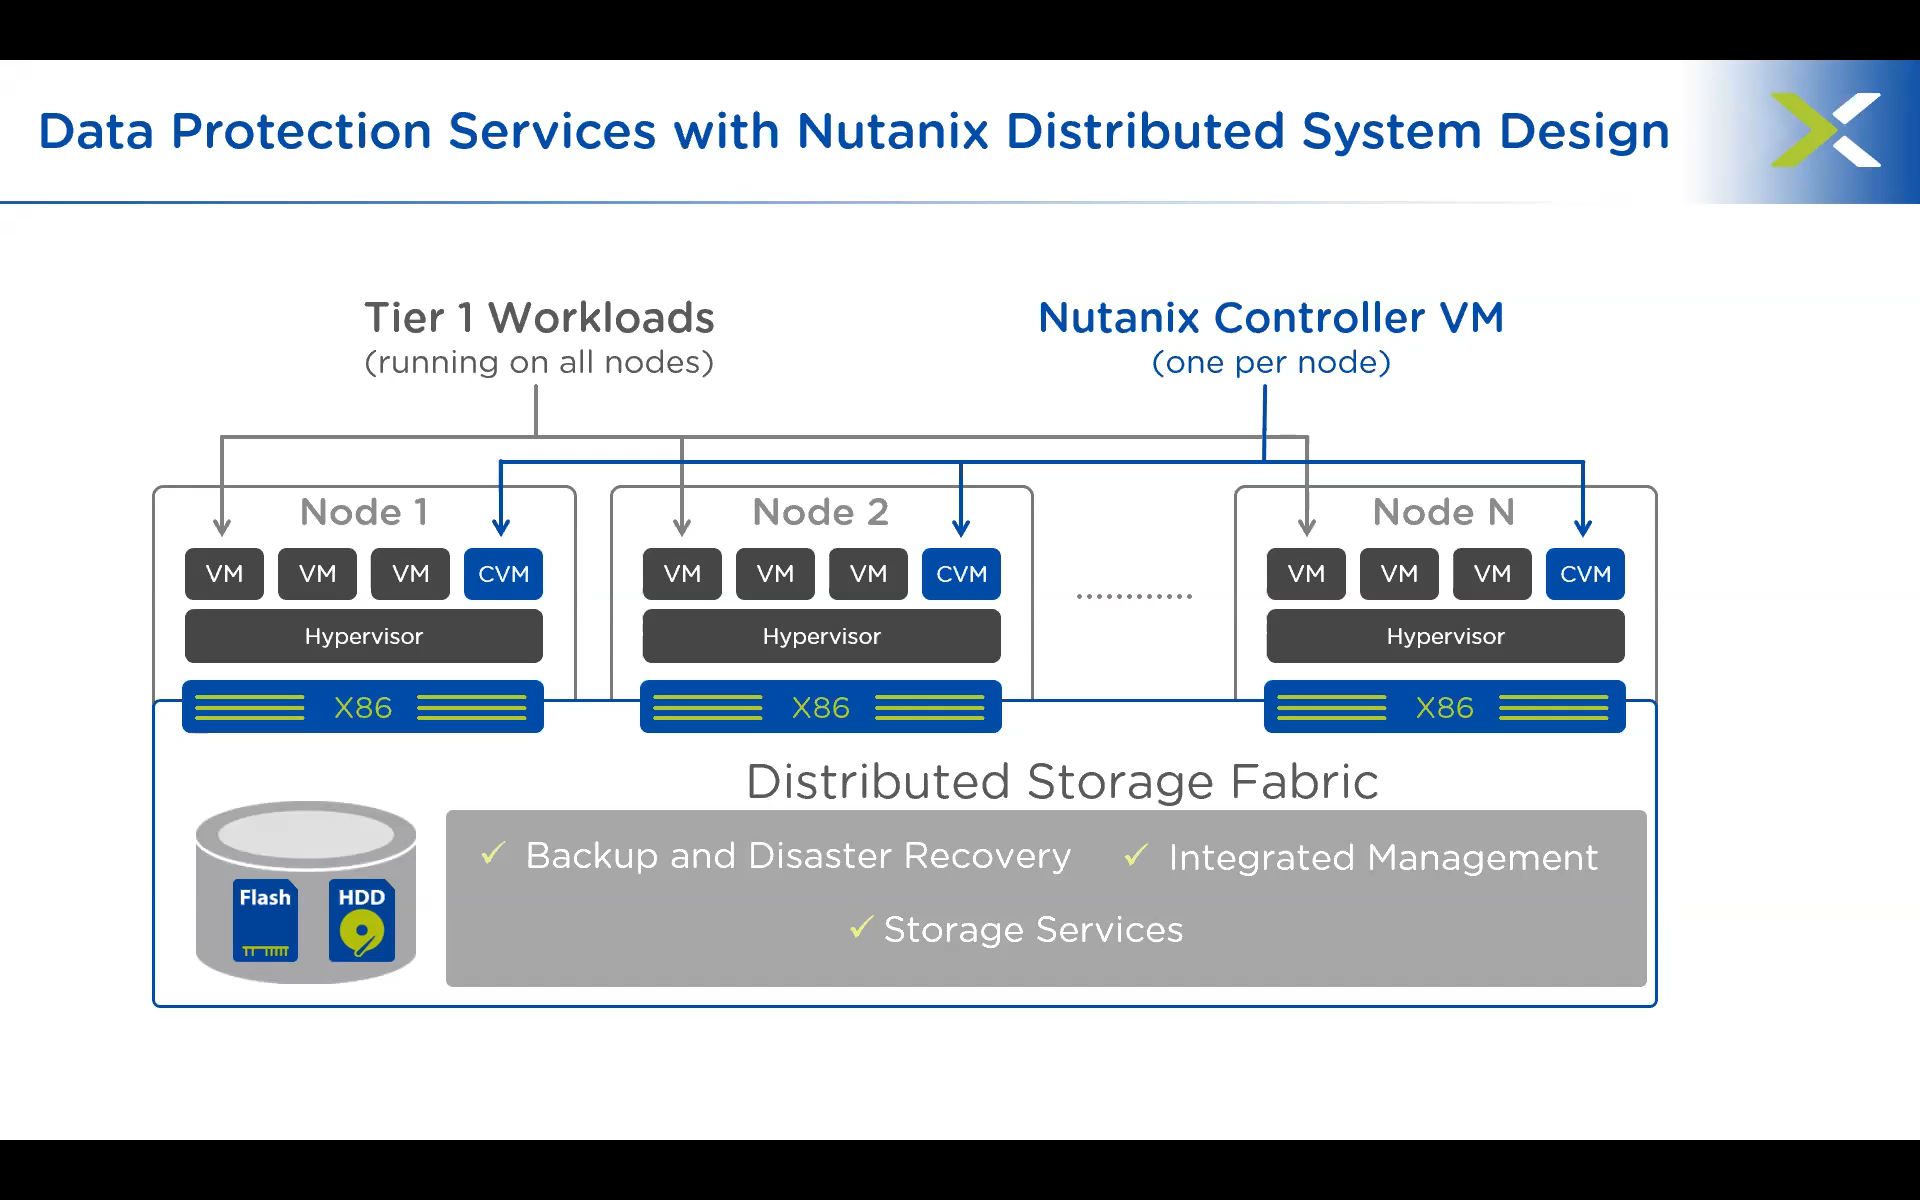 Data Protection Services with Nutanix Distributed System Design
Tier 1 Workloads
(running on all nodes)
Nutanix Controller VM
(one per node)
Node 1
Node 2
Node N
VM VM VM CVM
VM VM VM CVM
............
VM VM VM CVM
Hypervisor
Hypervisor
Hypervisor
X86
X86
X86
Distributed Storage Fabric
Flash
HDD
✓ Backup and Disaster Recovery
✓ Integrated Management
✓ Storage Services